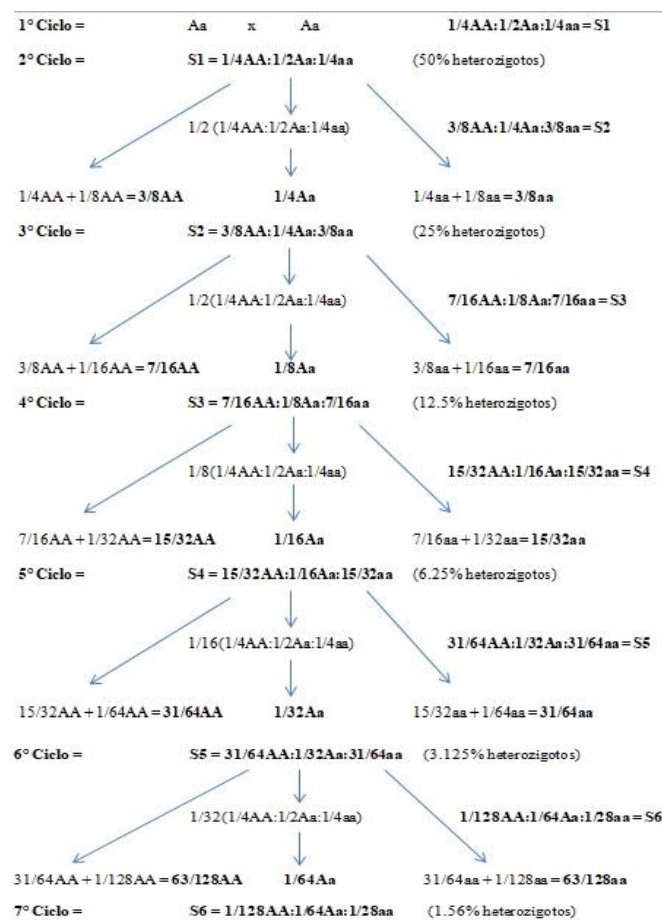 1° Ciclo = Aa x Aa 1/4AA:1/2Aa:1/4aa = S1
2° Ciclo = S1 = 1/4AA:1/2Aa:1/4aa (50% heterozigotos)
1/2 (1/4AA:1/2Aa:1/4aa) 3/8AA:1/4Aa:3/8aa = S2
1/4AA + 1/8AA = 3/8AA 1/4Aa 1/4aa + 1/8aa = 3/8aa
3° Ciclo = S2 = 3/8AA:1/4Aa:3/8aa (25% heterozigotos)
1/2(1/4AA:1/2Aa:1/4aa) 7/16AA:1/8Aa:7/16aa = S3
3/8AA + 1/16AA = 7/16AA 1/8Aa 3/8aa + 1/16aa = 7/16aa
4° Ciclo = S3 = 7/16AA:1/8Aa:7/16aa (12.5% heterozigotos)
1/8(1/4AA:1/2Aa:1/4aa) 15/32AA:1/16Aa:15/32aa = S4
7/16AA + 1/32AA = 15/32AA 1/16Aa 7/16aa + 1/32aa = 15/32aa
5° Ciclo = S4 = 15/32AA:1/16Aa:15/32aa (6.25% heterozigotos)
1/16(1/4AA:1/2Aa:1/4aa) 31/64AA:1/32Aa:31/64aa = S5
15/32AA + 1/64AA = 31/64AA 1/32Aa 15/32aa + 1/64aa = 31/64aa
6° Ciclo = S5 = 31/64AA:1/32Aa:31/64aa (3.125% heterozigotos)
1/32(1/4AA:1/2Aa:1/4aa) 1/128AA:1/64Aa:1/28aa = S6
31/64AA + 1/128AA = 63/128AA 1/64Aa 31/64aa + 1/128aa = 63/128aa
7° Ciclo = S6 = 1/128AA:1/64Aa:1/28aa (1.56% heterozigotos)